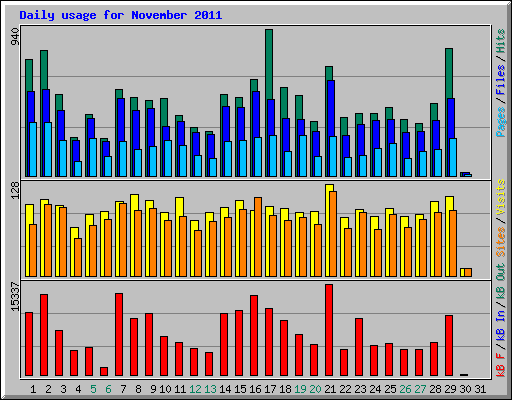 Daily usage for November 2011
940
128
15337
Pages / Files / Hits
Sites / Visits
kB F / kB In / kB Out
1 2 3 4 5 6 7 8 9 10 11 12 13 14 15 16 17 18 19 20 21 22 23 24 25 26 27 28 29 30 31